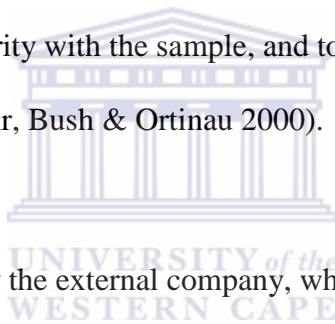 rity with the sample, and to
r, Bush & Ortinau 2000).
UNIVERSITY of the
the external company, wh
WESTERN CAPE